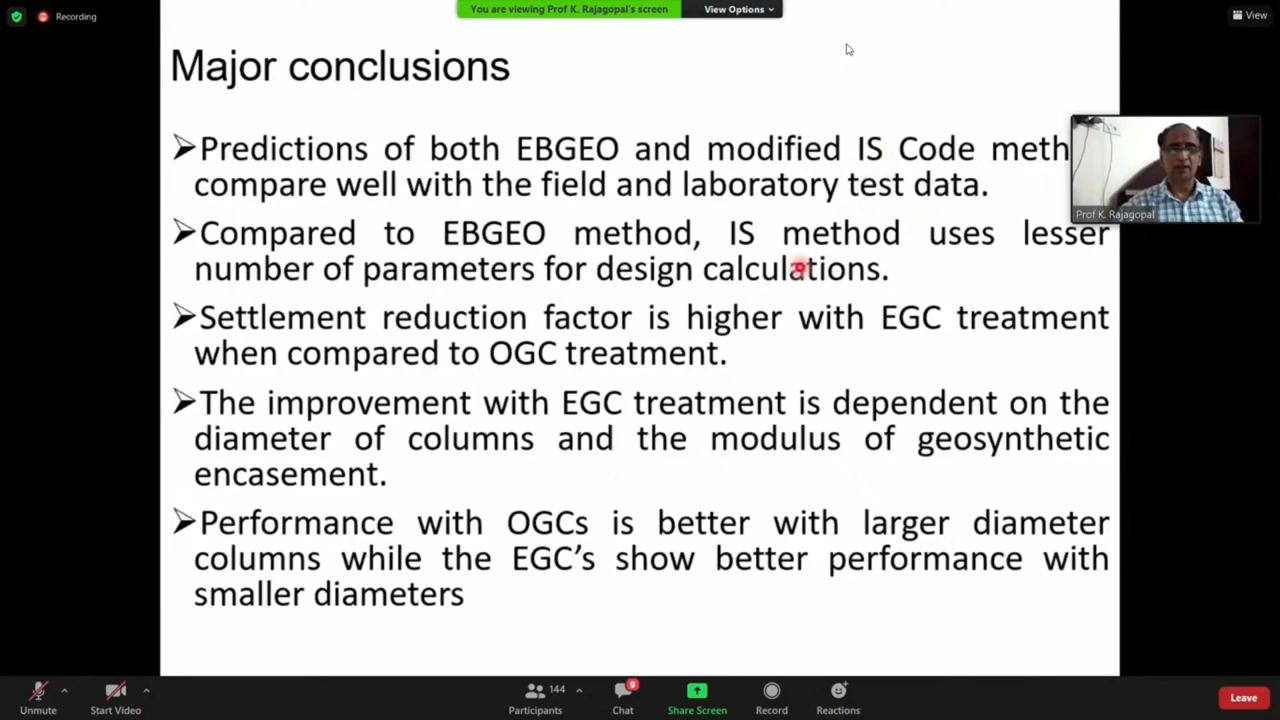 Recording
You are viewing Prof K. Rajagopal's screen
View Options
View
Major conclusions
Predictions of both EBGEO and modified IS Code meth
compare well with the field and laboratory test data.
Compared to EBGEO method, IS method uses lesser
number of parameters for design calculations.
Settlement reduction factor is higher with EGC treatment
when compared to OGC treatment.
The improvement with EGC treatment is dependent on the
diameter of columns and the modulus of geosynthetic
encasement.
Performance with OGCs is better with larger diameter
columns while the EGC’s show better performance with
smaller diameters
Prof K. Rajagopal
Unmute
Start Video
144
Participants
9
Chat
Share Screen
Record
Reactions
Leave